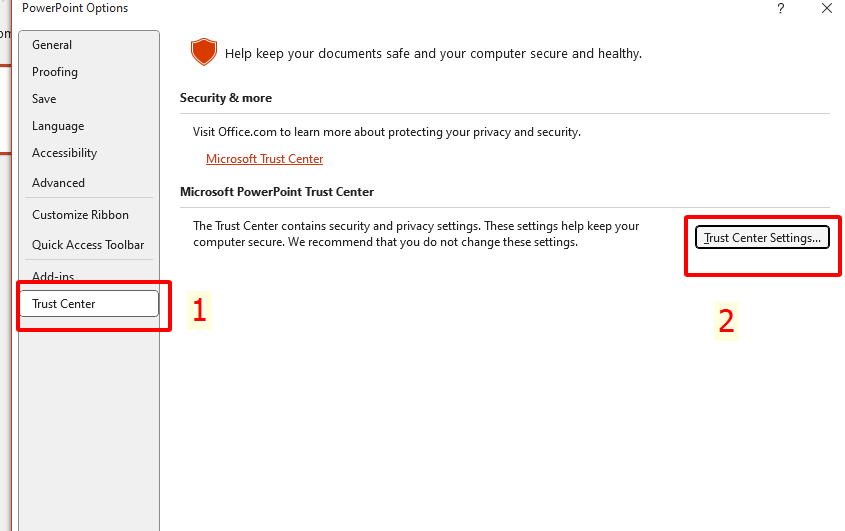 PowerPoint Options
?
om
General
Proofing
Save
Language
Accessibility
Advanced
Customize Ribbon
Quick Access Toolbar
Add-ins
Trust Center
1
Help keep your documents safe and your computer secure and healthy.
Security & more
Visit Office.com to learn more about protecting your privacy and security.
Microsoft Trust Center
Microsoft PowerPoint Trust Center
The Trust Center contains security and privacy settings. These settings help keep your
computer secure. We recommend that you do not change these settings.
Trust Center Settings...
2